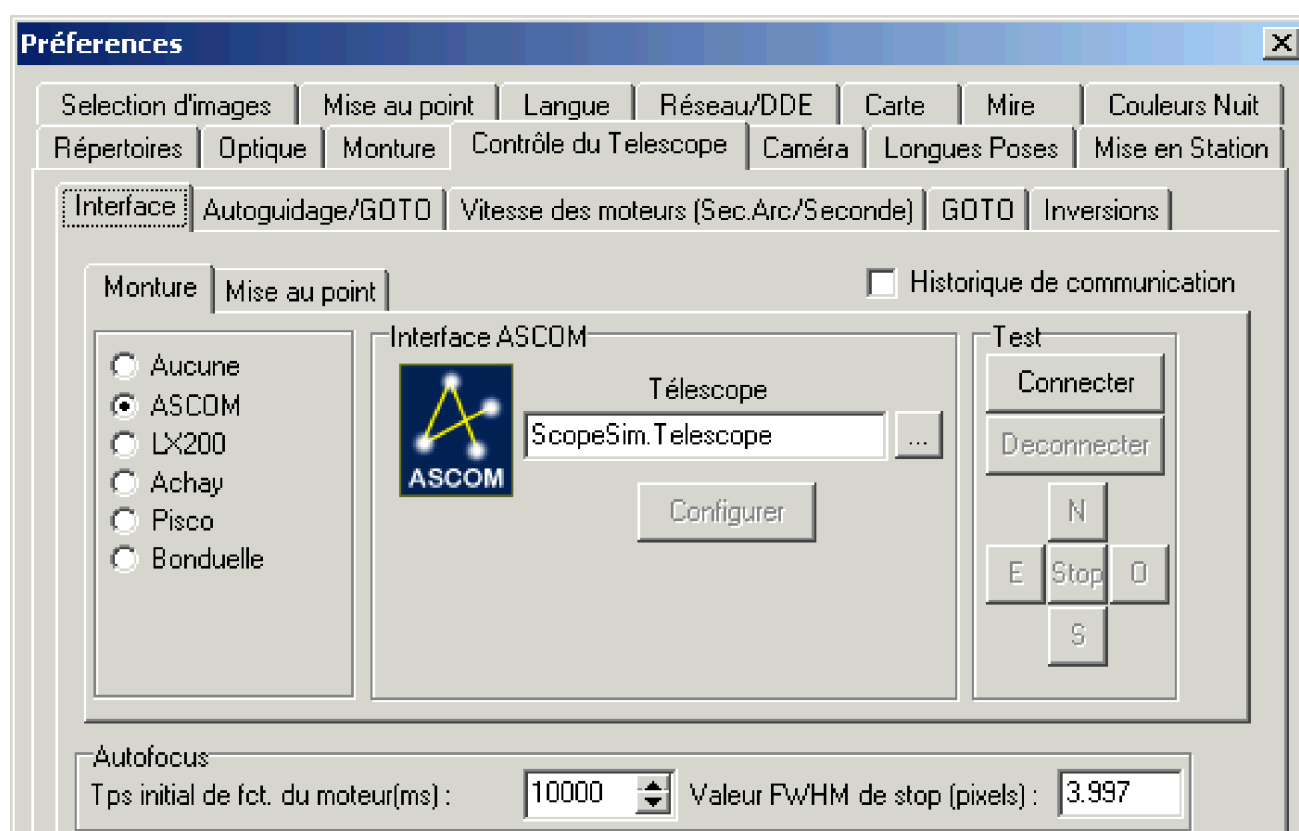 Préferences
Selection d'images Mise au point Langue Réseau/DDE Carte Mire Couleurs Nuit
Répertoires Optique Monture Contrôle du Telescope Caméra Longues Poses Mise en Station
Interface Autoguidage/GOTO Vitesse des moteurs (Sec.Arc/Seconde) GOTO Inversions
Monture Mise au point Historique de communication
Interface ASCOM Test
Aucune
ASCOM
LX200
Achay
Pisco
Bonduelle
ASCOM
Télescope
ScopeSim.Telescope ...
Configurer
Connecter
Deconnecter
N
E Stop O
S
Autofocus
Tps initial de fct. du moteur(ms) : 10000 Valeur FWHM de stop (pixels) : 3.997